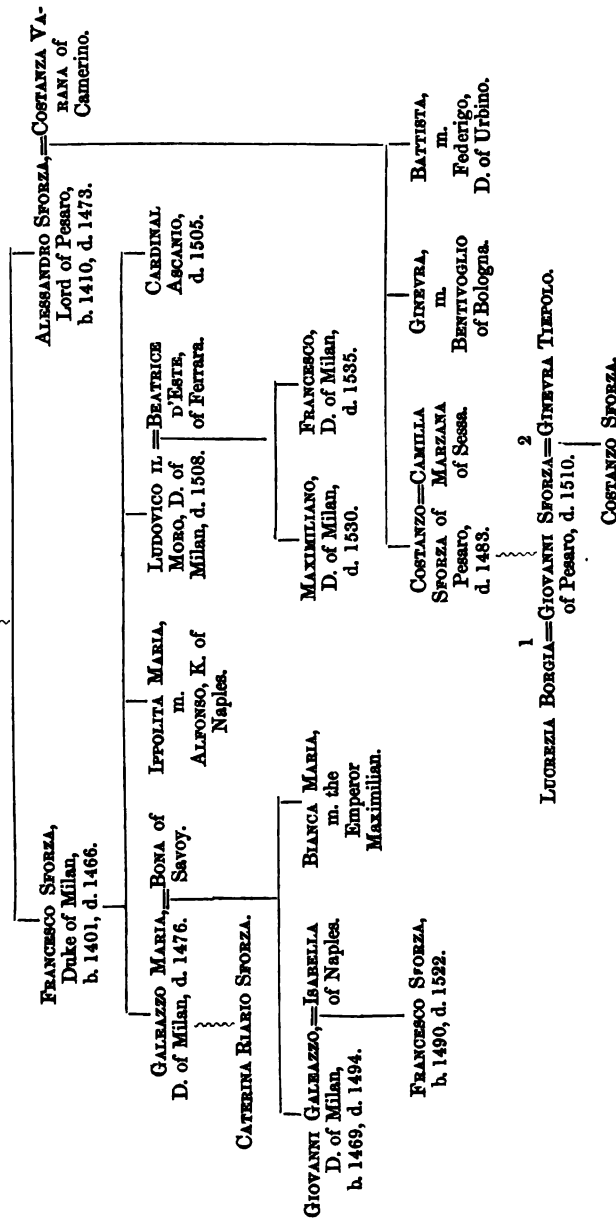 FRANCESCO SFORZA,
Duke of Milan,
b. 1401, d. 1466.
ALESSANDRO SFORZA,=COSTANZA VA-
Lord of Pesaro, RANA of
b. 1410, d. 1473. Camerino.
GALEAZZO MARIA,=BONA of
D. of Milan, d. 1476. Savoy.
IPPOLITA MARIA,
m.
ALFONSO, K. of
Naples.
LUDOVICO IL =BEATRICE
MORO, D. of D'ESTE,
Milan, d. 1508. of Ferrara.
CARDINAL
ASCANIO,
d. 1505.
CATERINA RIARIO SFORZA.
GIOVANNI GALEAZZO,=ISABELLA
D. of Milan, of Naples.
b. 1469, d. 1494.
BIANCA MARIA,
m. the
Emperor
Maximilian.
MAXIMILIANO,
D. of Milan,
d. 1530.
FRANCESCO,
D. of Milan,
d. 1535.
FRANCESCO SFORZA,
b. 1490, d. 1522.
COSTANZO=CAMILLA
SFORZA of MARZANA
Pesaro, of Sessa.
d. 1483.
GINEVRA,
m.
BENTIVOGLIO
of Bologna.
BATTISTA,
m.
Federigo,
D. of Urbino.
1 2
LUCREZIA BORGIA=GIOVANNI SFORZA=GINEVRA TIEPOLO.
of Pesaro, d. 1510.
COSTANZO SFORZA.